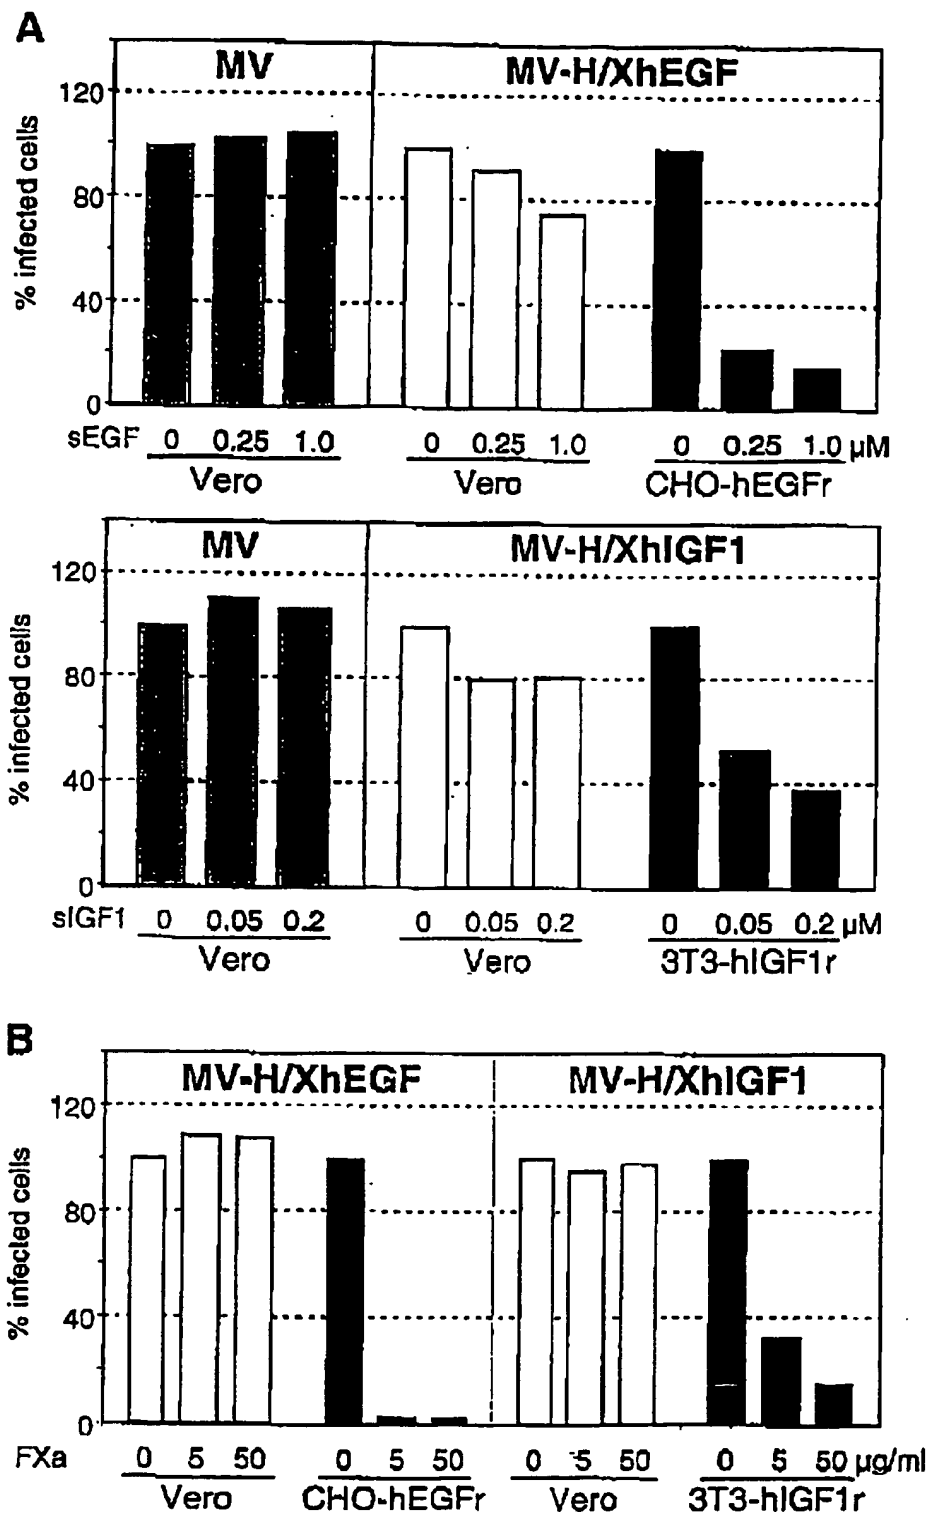 A
MV
MV-H/XhEGF
% infected cells
120
80
40
0
sEGF 0 0.25 1.0 0 0.25 1.0 0 0.25 1.0 µM
Vero Vero CHO-hEGFr
MV
MV-H/XhIGF1
% infected cells
120
80
40
0
sIGF1 0 0.05 0.2 0 0.05 0.2 0 0.05 0.2 µM
Vero Vero 3T3-hIGF1r
B
MV-H/XhEGF
MV-H/XhIGF1
% infected cells
120
80
40
0
FXa 0 5 50 0 5 50 0 5 50 0 5 50 µg/ml
Vero CHO-hEGFr Vero 3T3-hIGF1r